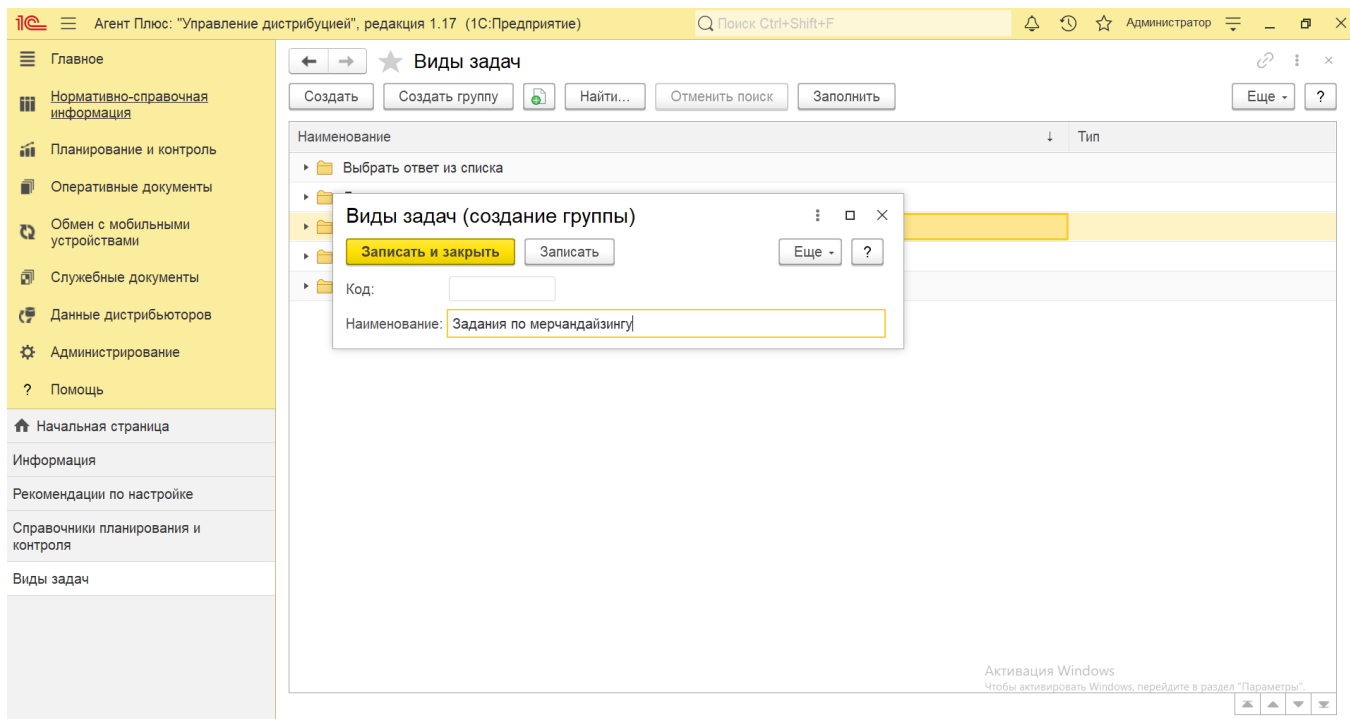 1С Агент Плюс: "Управление дистрибуцией", редакция 1.17 (1С:Предприятие) Поиск Ctrl+Shift+F Администратор
Главное
Нормативно-справочная
информация
Планирование и контроль
Оперативные документы
Обмен с мобильными
устройствами
Служебные документы
Данные дистрибьюторов
Администрирование
? Помощь
Начальная страница
Информация
Рекомендации по настройке
Справочники планирования и
контроля
Виды задач
Виды задач
Создать Создать группу Найти... Отменить поиск Заполнить Еще ?
Наименование ↓ Тип
Выбрать ответ из списка
Виды задач (создание группы)
Записать и закрыть Записать Еще ?
Код:
Наименование: Задания по мерчандайзингу
Активация Windows
Чтобы активировать Windows, перейдите в раздел "Параметры".